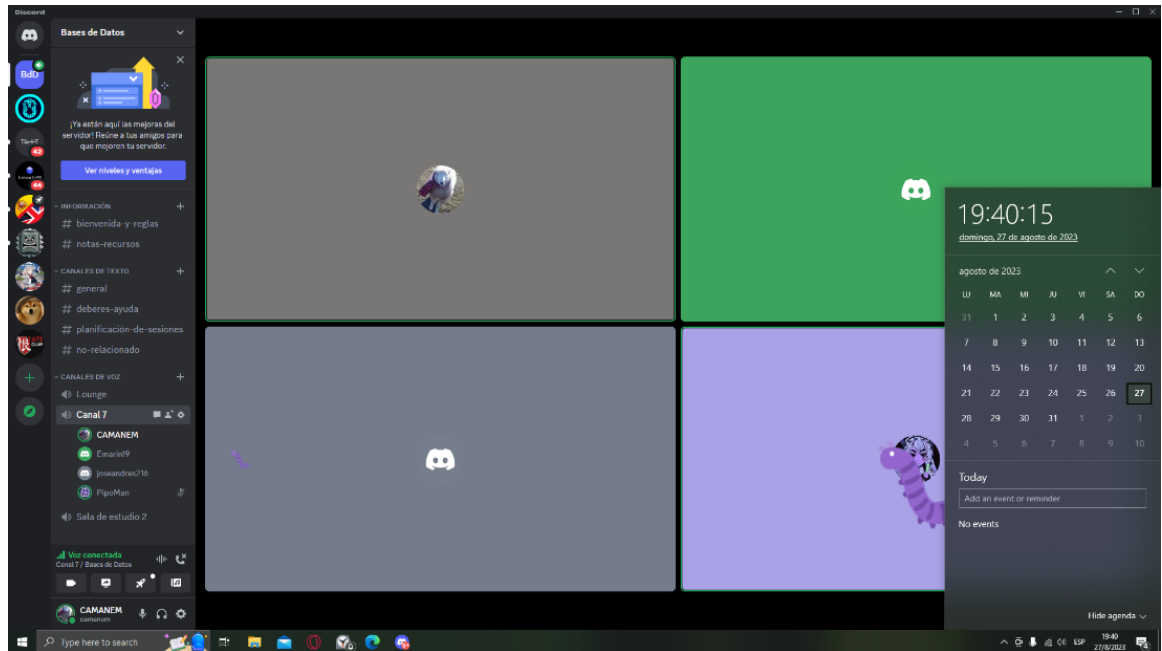 Discord
Bases de Datos
BdD
¡Ya están aquí las mejoras del
servidor! Reúne a tus amigos para
que mejoren tu servidor.
Ver niveles y ventajas
42
44
INFORMACIÓN
# bienvenida-y-reglas
# notas-recursos
CANALES DE TEXTO
# general
# deberes-ayuda
# planificación-de-sesiones
# no-relacionado
CANALES DE VOZ
Lounge
Canal 7
CAMANEM
Emarin19
Joseandres216
PipoMan
Sala de estudio 2
Voz conectada
Canal 7 / Bases de Datos
CAMANEM
camanem
19:40:15
domingo, 27 de agosto de 2023
agosto de 2023
LU MA MI JU VI SÁ DO
31 1 2 3 4 5 6
7 8 9 10 11 12 13
14 15 16 17 18 19 20
21 22 23 24 25 26 27
28 29 30 31 1 2 3
4 5 6 7 8 9 10
Today
Add an event or reminder
No events
Hide agenda
Type here to search
ESP
19:40
27/8/2023